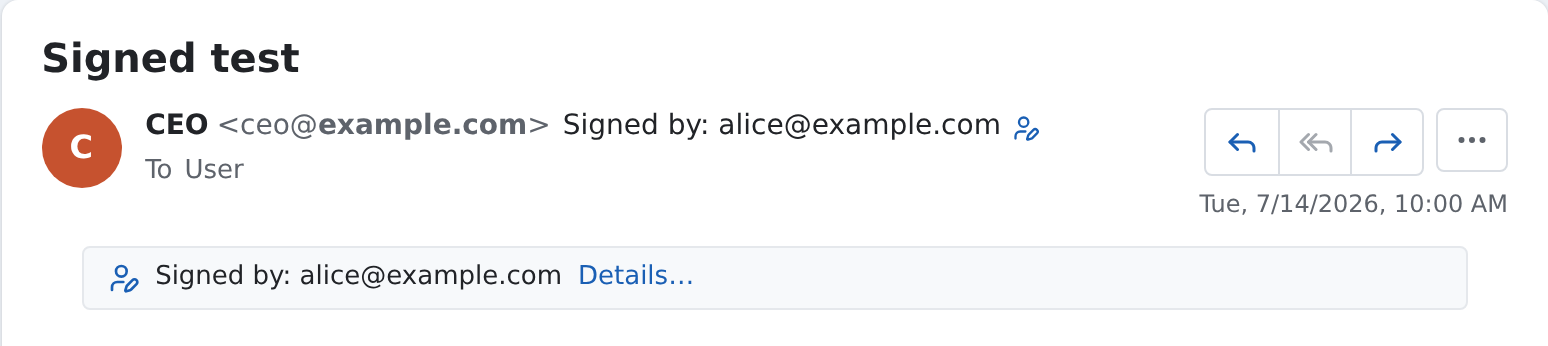 Signed test
C
CEO <ceo@example.com> Signed by: alice@example.com
To User
Tue, 7/14/2026, 10:00 AM
Signed by: alice@example.com Details...